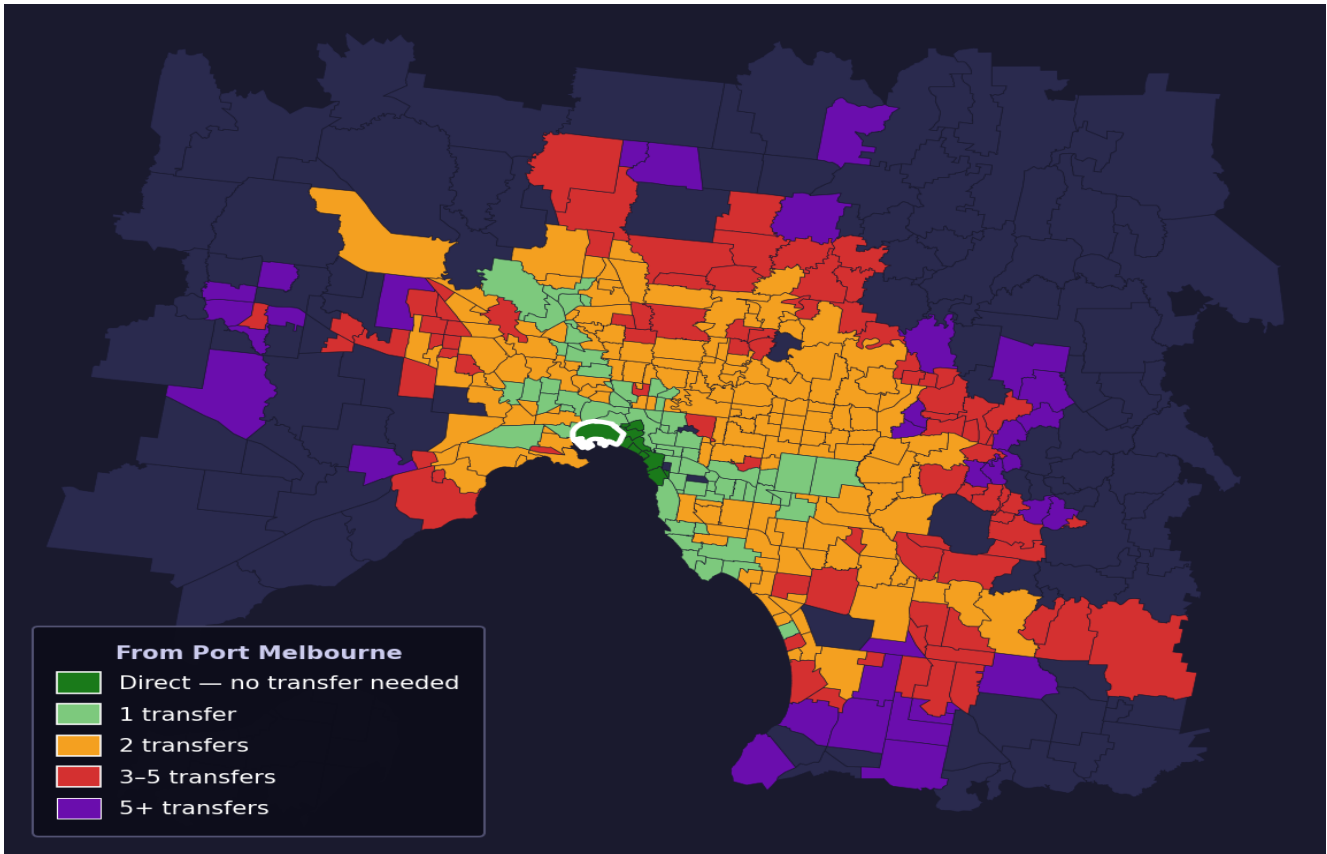 From Port Melbourne
Direct — no transfer needed
1 transfer
2 transfers
3–5 transfers
5+ transfers